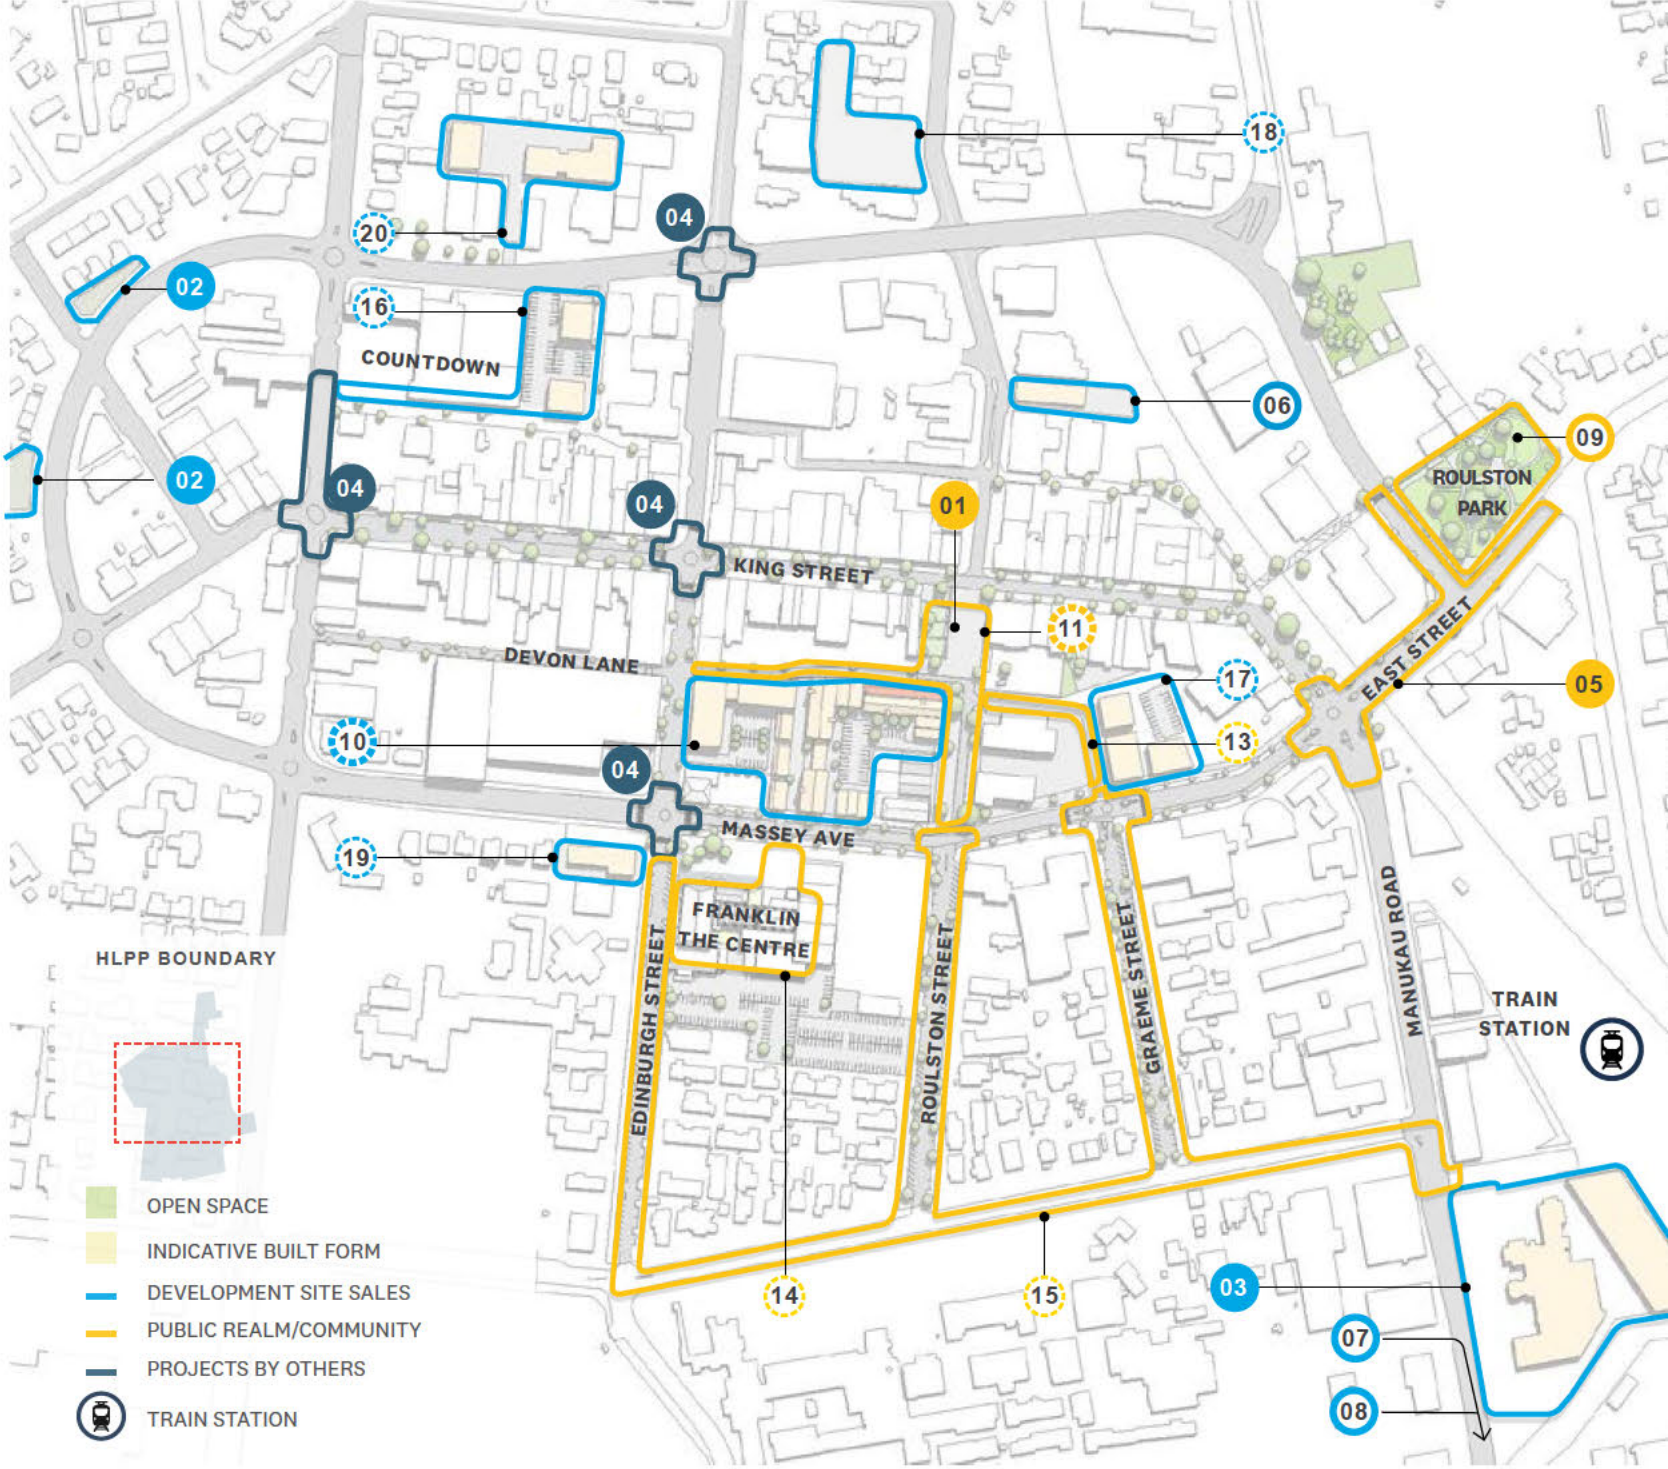 18
04
20
02
16
COUNTDOWN
06
09
ROULSTON
PARK
02
04
04
01
KING STREET
11
DEVON LANE
EAST STREET
17
05
10
13
04
MASSEY AVE
19
FRANKLIN
THE CENTRE
EDINBURGH STREET
ROULSTON STREET
GRAEME STREET
MANUKAU ROAD
TRAIN
STATION
14
15
03
07
08
HLPP BOUNDARY
OPEN SPACE
INDICATIVE BUILT FORM
DEVELOPMENT SITE SALES
PUBLIC REALM/COMMUNITY
PROJECTS BY OTHERS
TRAIN STATION